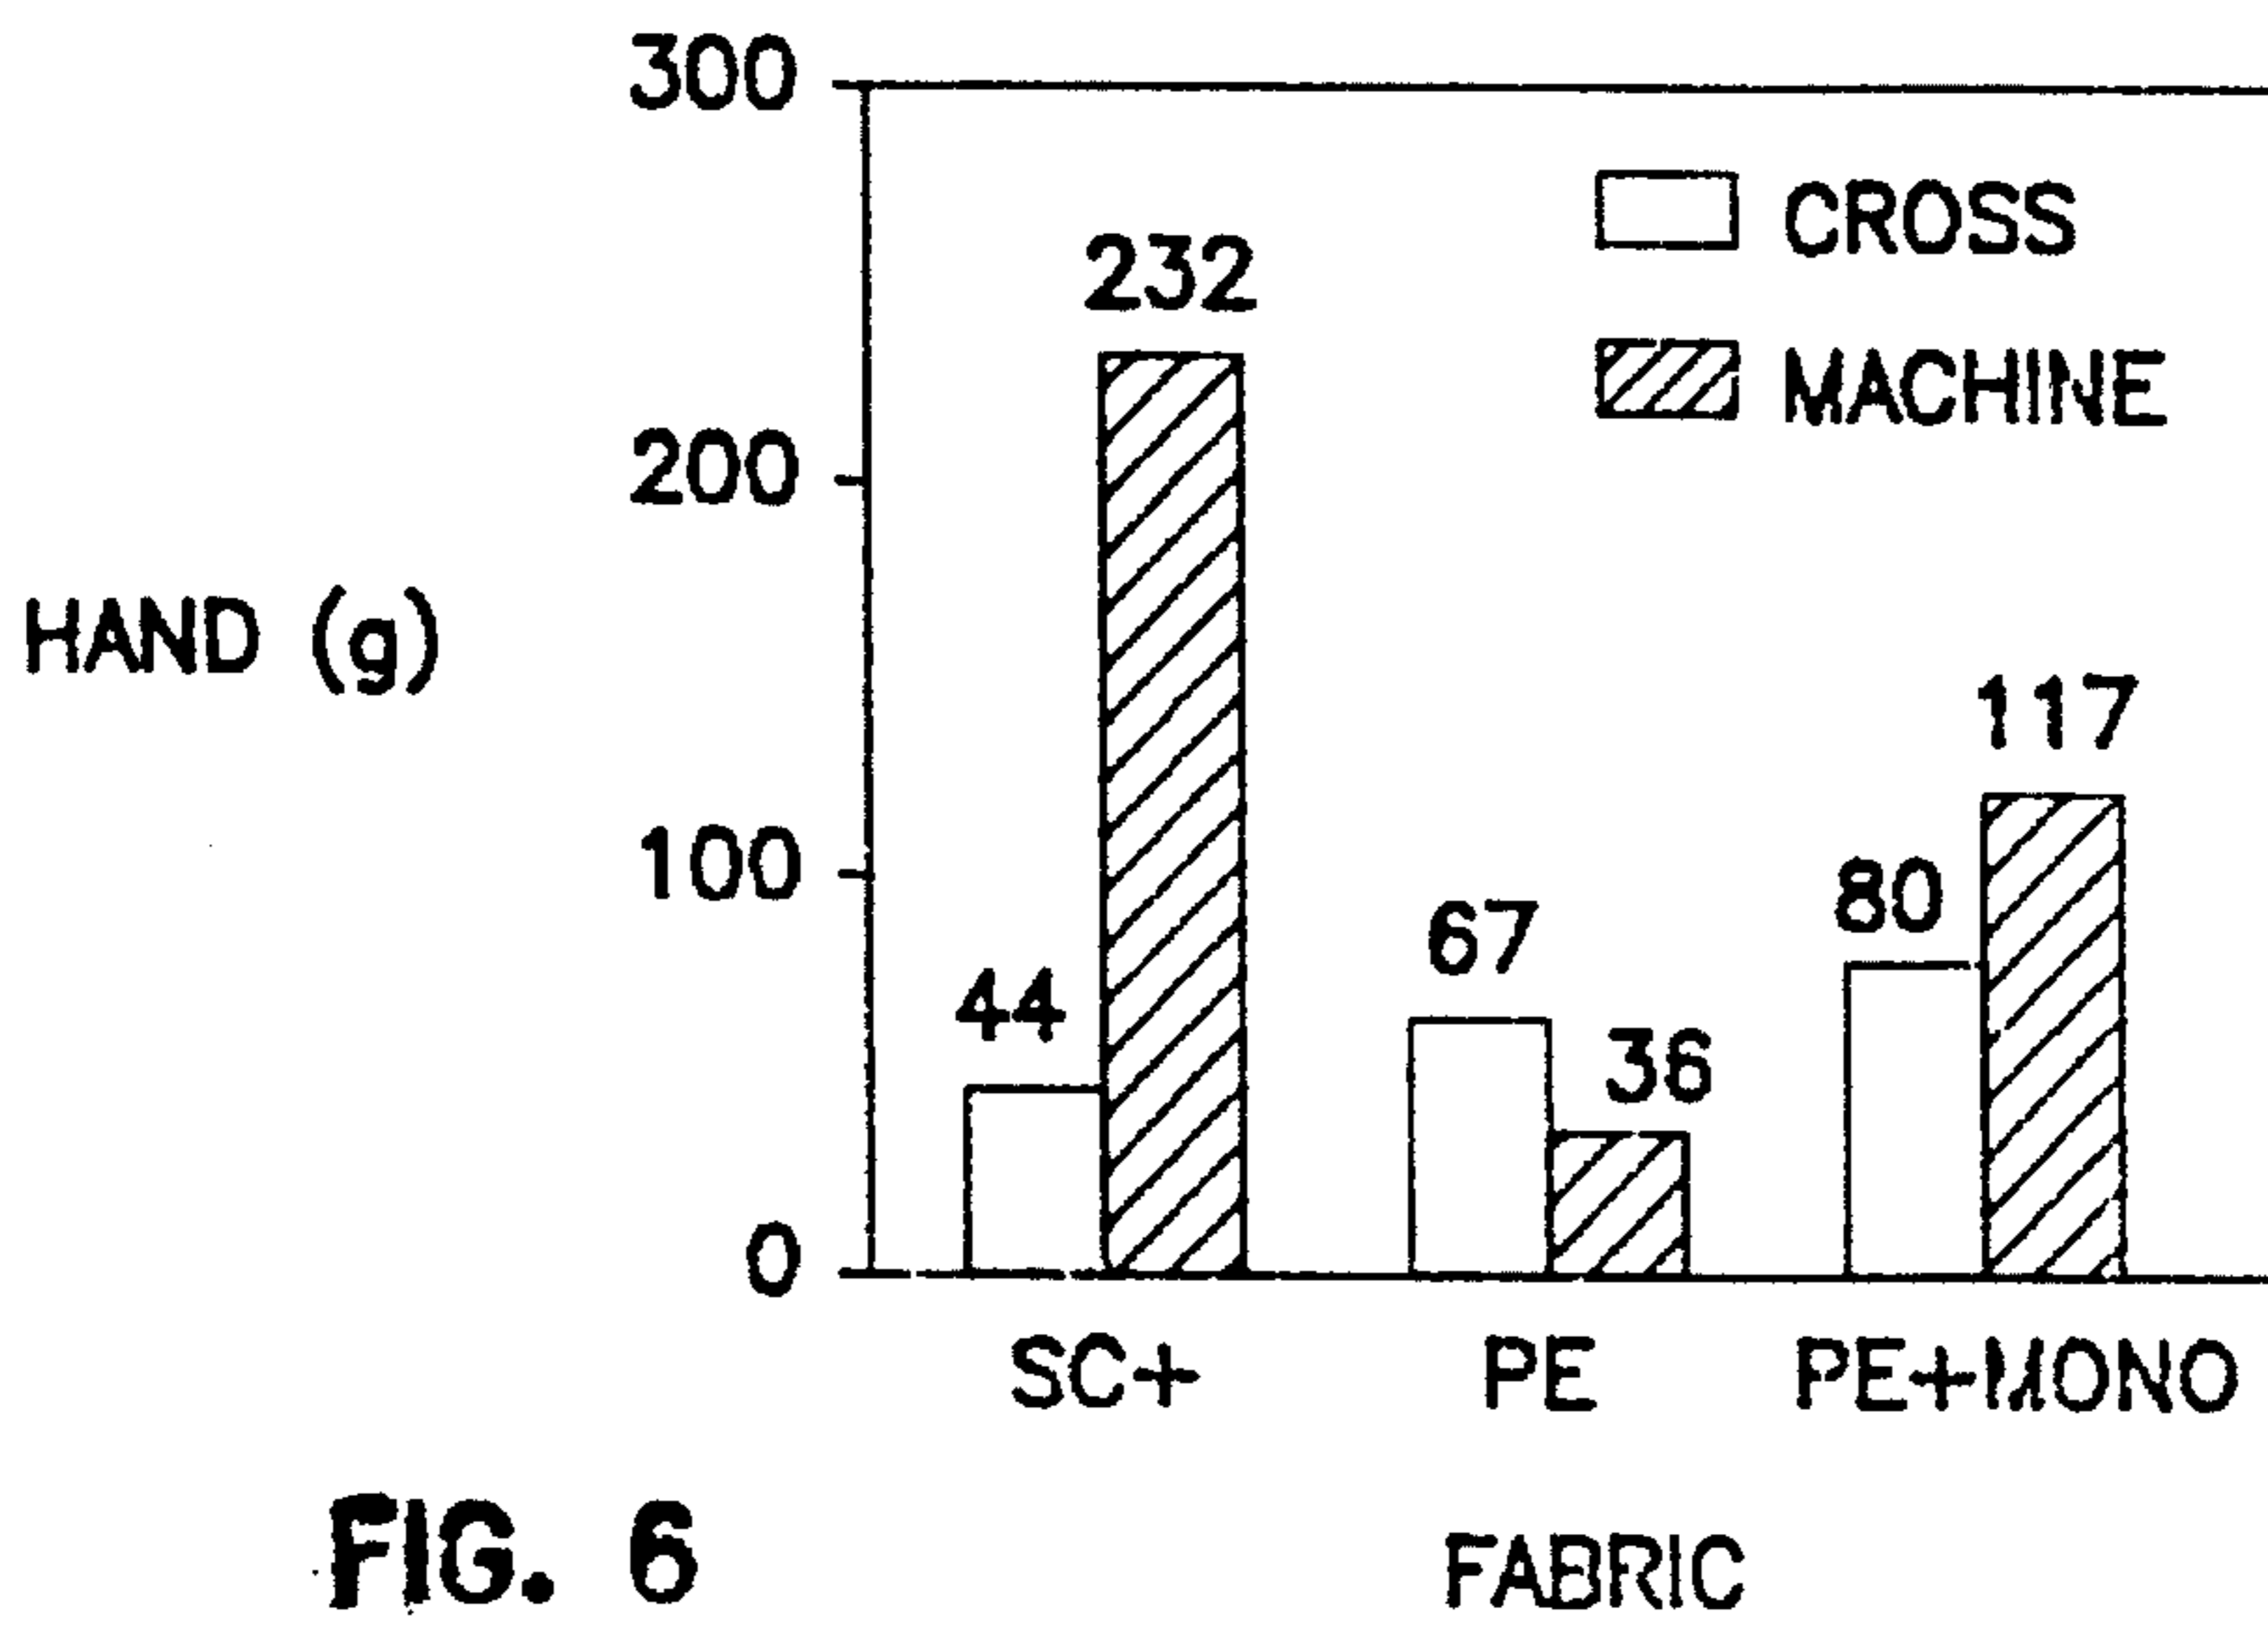 300
CROSS
232
MACHINE
200
HAND (g)
117
100
80
67
44
36
0
SC+ PE PE+MONO
FIG. 6
FABRIC